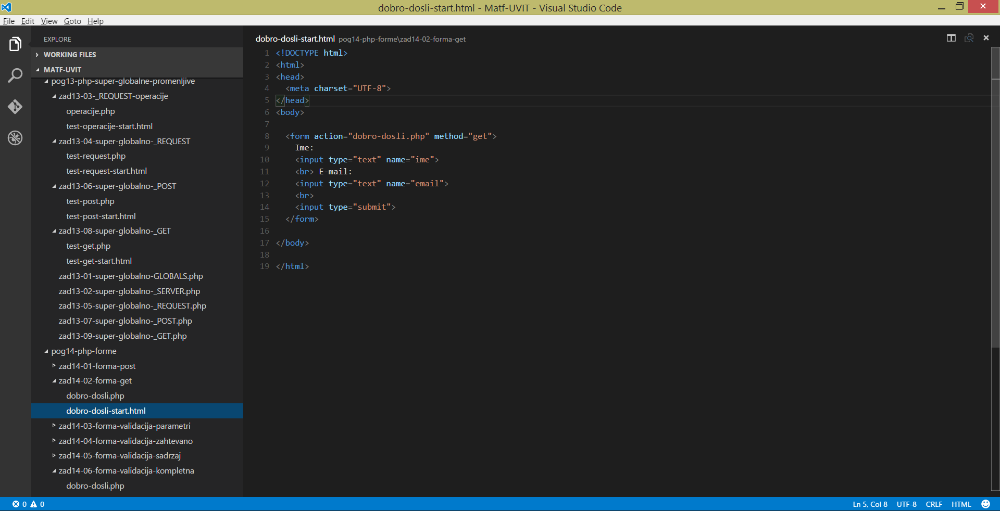 dobro-dosli-start.html - Matf-UVIT - Visual Studio Code
File Edit View Goto Help
EXPLORE
WORKING FILES
MATF-UVIT
pog13-php-super-globalne-promenljive
zad13-03-_REQUEST-operacije
operacije.php
test-operacije-start.html
zad13-04-super-globalno-_REQUEST
test-request.php
test-request-start.html
zad13-06-super-globalno-_POST
test-post.php
test-post-start.html
zad13-08-super-globalno-_GET
test-get.php
test-get-start.html
zad13-01-super-globalno-GLOBALS.php
zad13-02-super-globalno-_SERVER.php
zad13-05-super-globalno-_REQUEST.php
zad13-07-super-globalno-_POST.php
zad13-09-super-globalno-_GET.php
pog14-php-forme
zad14-01-forma-post
zad14-02-forma-get
dobro-dosli.php
dobro-dosli-start.html
zad14-03-forma-validacija-parametri
zad14-04-forma-validacija-zahtevano
zad14-05-forma-validacija-sadrzaj
zad14-06-forma-validacija-kompletna
dobro-dosli.php
dobro-dosli-start.html pog14-php-forme\zad14-02-forma-get
1 <!DOCTYPE html>
2 <html>
3 <head>
4   <meta charset="UTF-8">
5 </head>
6 <body>
7
8   <form action="dobro-dosli.php" method="get">
9     Ime:
10     <input type="text" name="ime">
11     <br> E-mail:
12     <input type="text" name="email">
13     <br>
14     <input type="submit">
15   </form>
16
17 </body>
18
19 </html>
0 0
Ln 5, Col 8 UTF-8 CRLF HTML